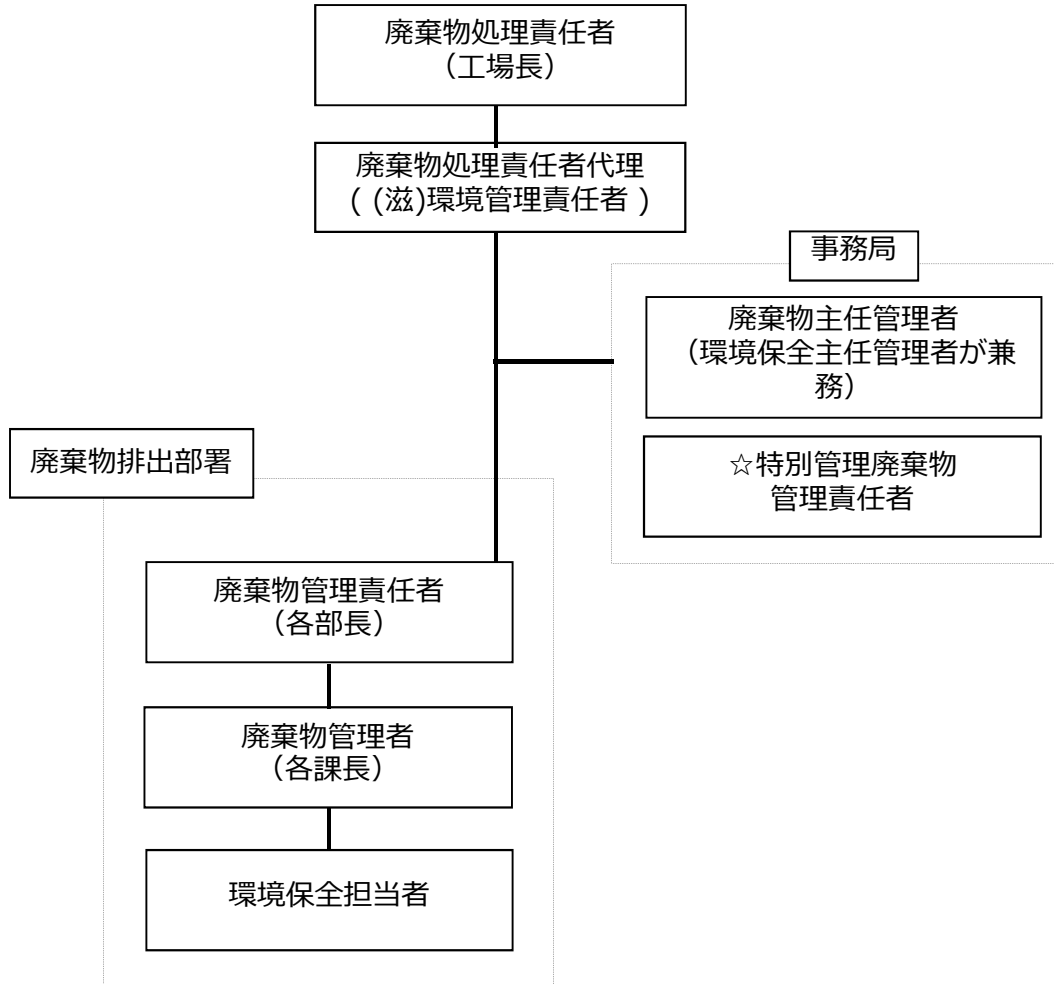 廃棄物処理責任者
（工場長）
廃棄物処理責任者代理
( (滋)環境管理責任者 )
事務局
廃棄物主任管理者
（環境保全主任管理者が兼
務）
☆特別管理廃棄物
管理責任者
廃棄物排出部署
廃棄物管理責任者
（各部長）
廃棄物管理者
（各課長）
環境保全担当者